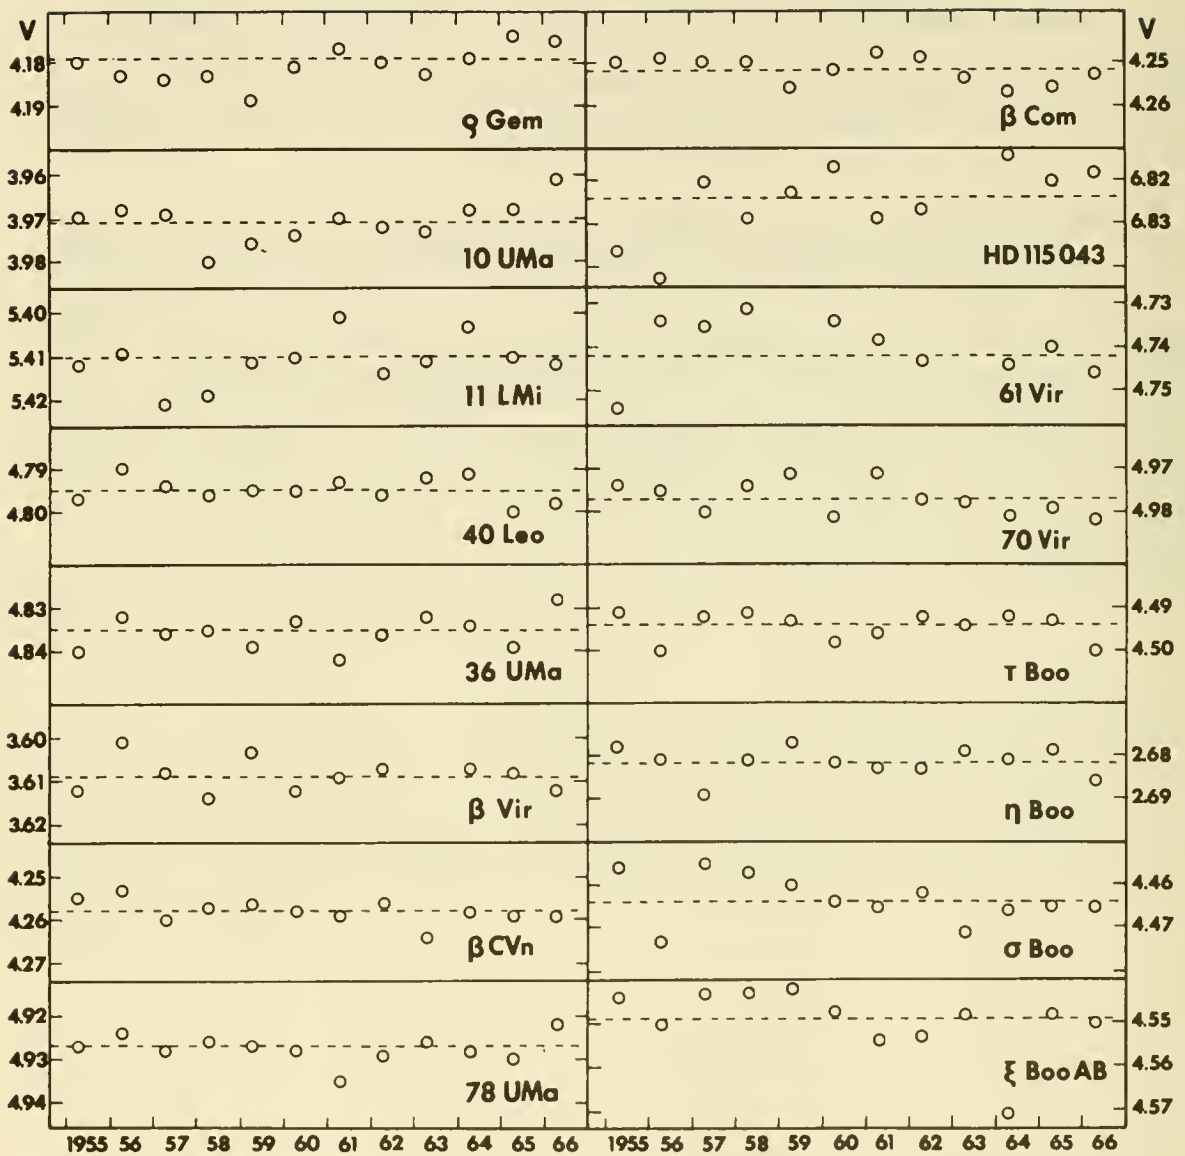 V
4.18
4.19
ϱ Gem
3.96
3.97
3.98
10 UMa
5.40
5.41
5.42
11 LMi
4.79
4.80
40 Leo
4.83
4.84
36 UMa
3.60
3.61
3.62
β Vir
4.25
4.26
4.27
β CVn
4.92
4.93
4.94
78 UMa
1955 56 57 58 59 60 61 62 63 64 65 66
V
4.25
4.26
β Com
6.82
6.83
HD 115 043
4.73
4.74
4.75
61 Vir
4.97
4.98
70 Vir
4.49
4.50
τ Boo
2.68
2.69
η Boo
4.46
4.47
σ Boo
4.55
4.56
4.57
ξ Boo AB
1955 56 57 58 59 60 61 62 63 64 65 66